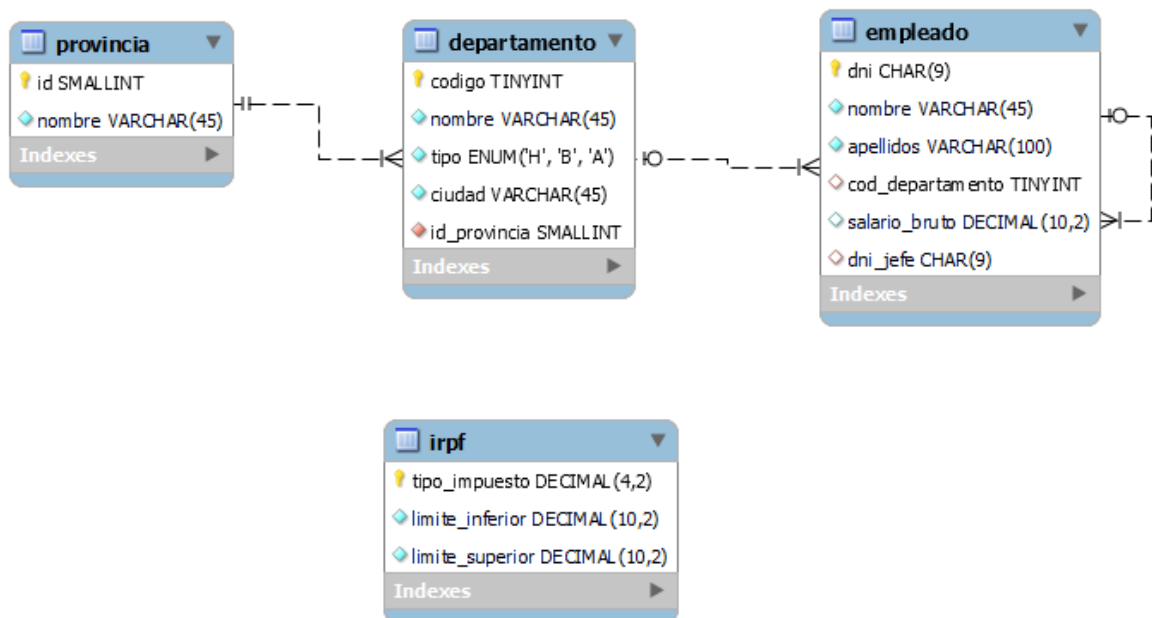 provincia
id SMALLINT
nombre VARCHAR(45)
Indexes
departamento
codigo TINYINT
nombre VARCHAR(45)
tipo ENUM('H', 'B', 'A')
ciudad VARCHAR(45)
id_provincia SMALLINT
Indexes
empleado
dni CHAR(9)
nombre VARCHAR(45)
apellidos VARCHAR(100)
cod_departamento TINYINT
salario_bruto DECIMAL(10,2)
dni_jefe CHAR(9)
Indexes
irpf
tipo_impuesto DECIMAL(4,2)
limite_inferior DECIMAL(10,2)
limite_superior DECIMAL(10,2)
Indexes